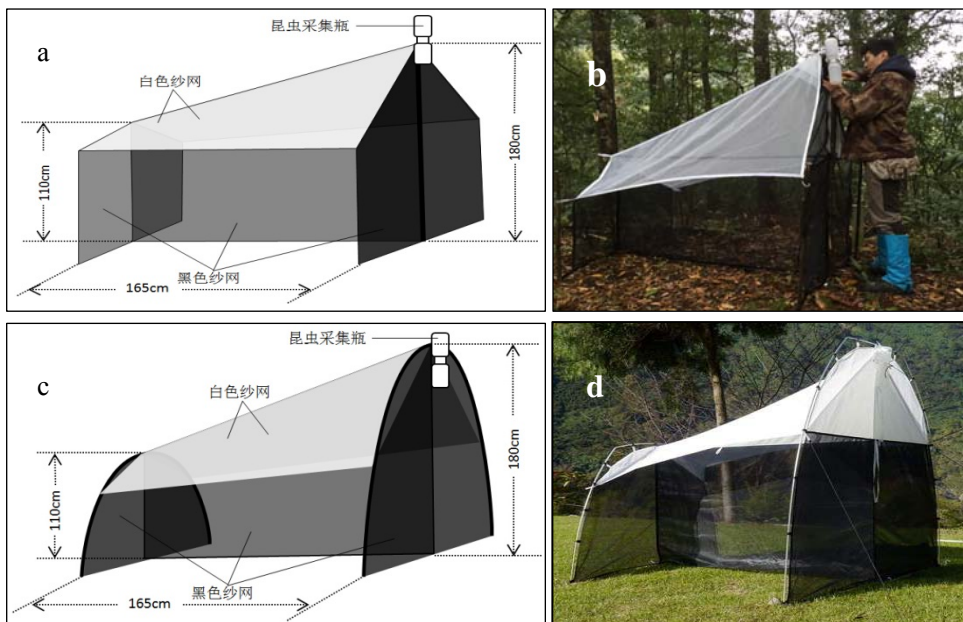 a
昆虫采集瓶
白色纱网
110cm
180cm
黑色纱网
165cm
b
c
昆虫采集瓶
白色纱网
110cm
180cm
黑色纱网
165cm
d